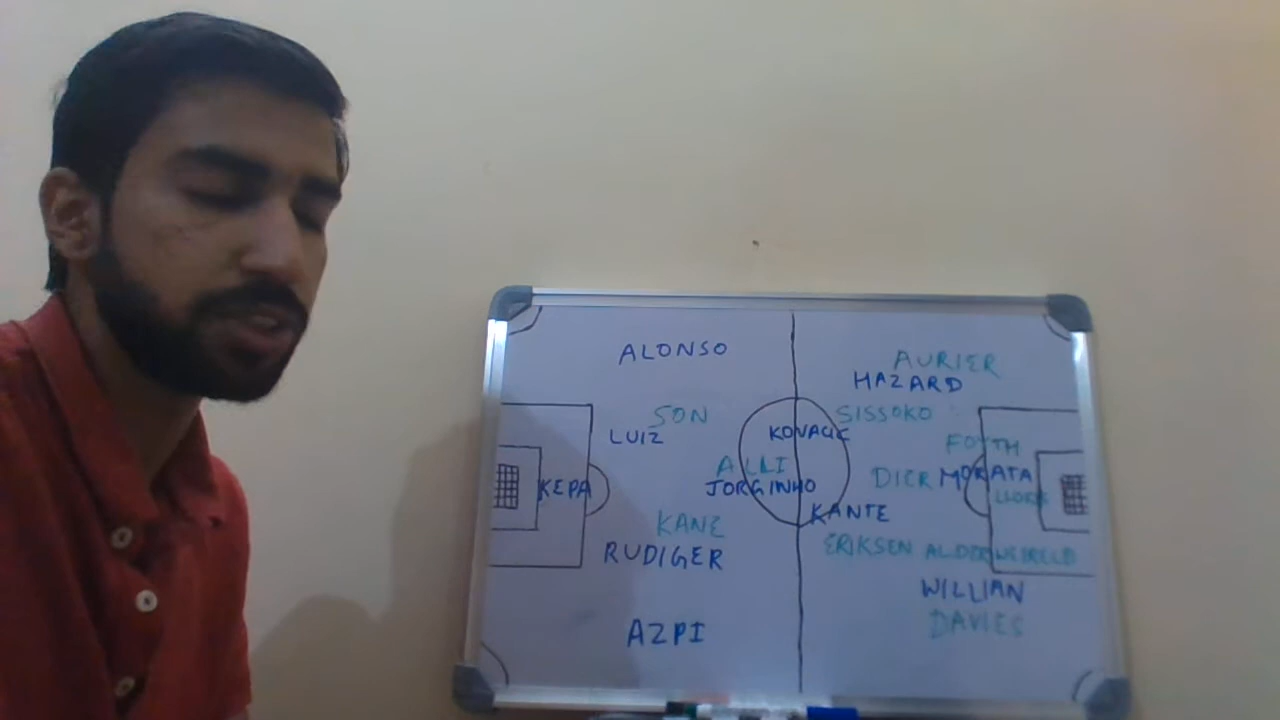 ALONSO
AURIER
HAZARD
SON
SISSOKO
LUIZ
KOVACIC
FOYTH
ALLI
DIER MORATA
KEPA
JORGINHO
LLORIS
KANTE
KANE
RUDIGER
ERIKSEN ALDERWEIRELD
WILLIAN
DAVIES
AZPI